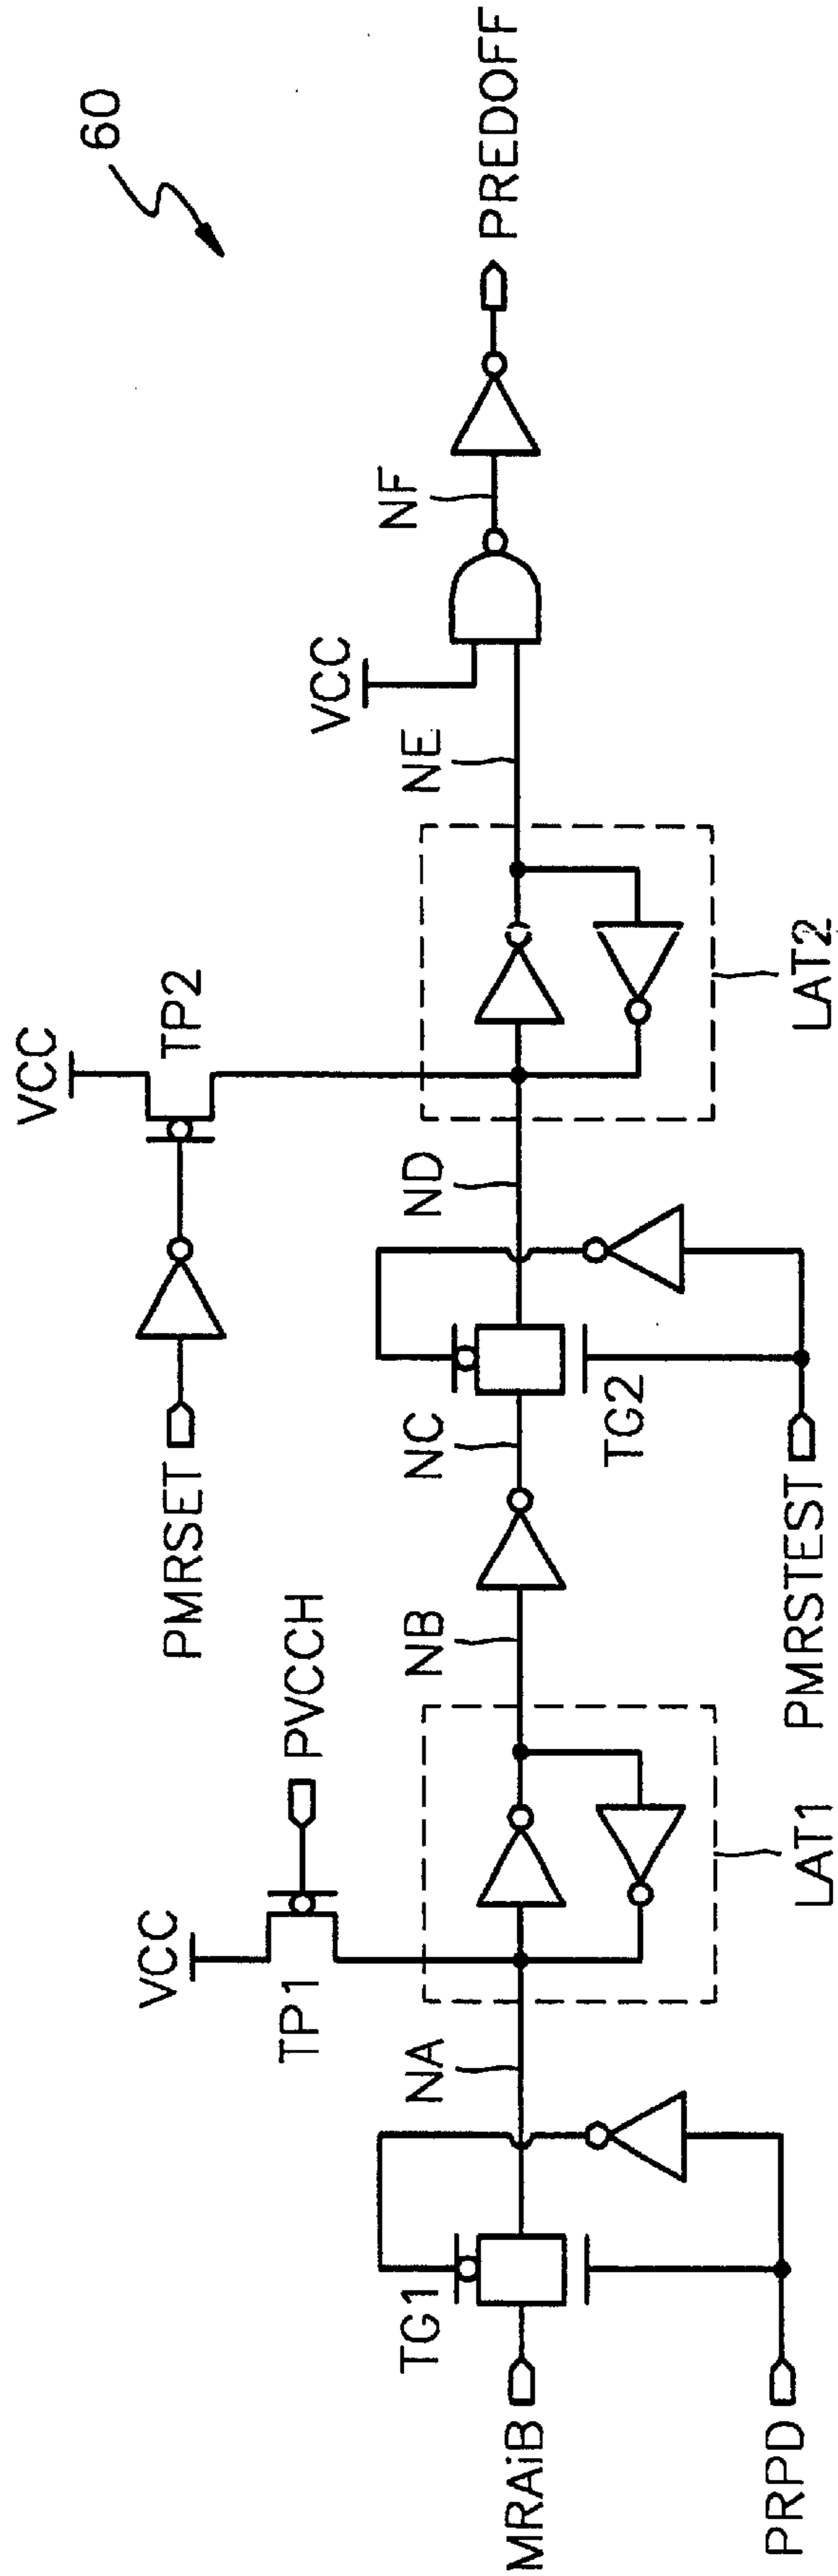 60
VCC
TP2
PMRSET
VCC
TP1
PVCCH
VCC
NF
PREDOFF
TG1
NA
NB
NC
ND
NE
MRAiB
LAT1
TG2
LAT2
PRPD
PMRSTEST